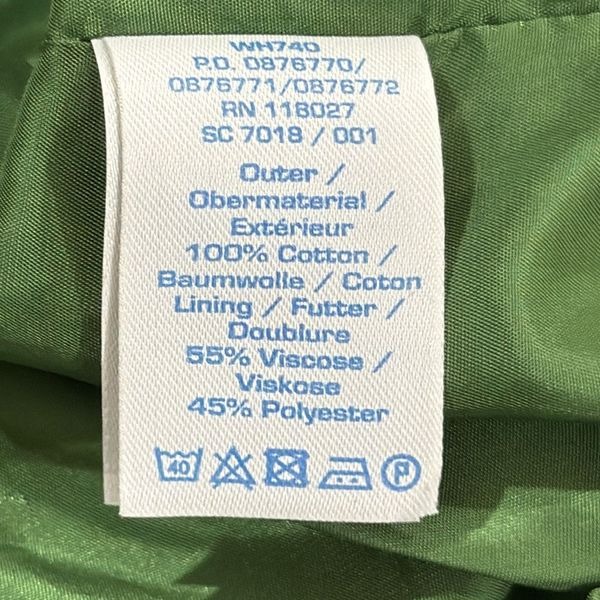 WH740
P.O. 0876770/
0876771/0876772
RN 116027
SC 7018 / 001
Outer /
Obermaterial /
Extérieur
100% Cotton /
Baumwolle / Coton
Lining / Futter /
Doublure
55% Viscose /
Viskose
45% Polyester
40 P